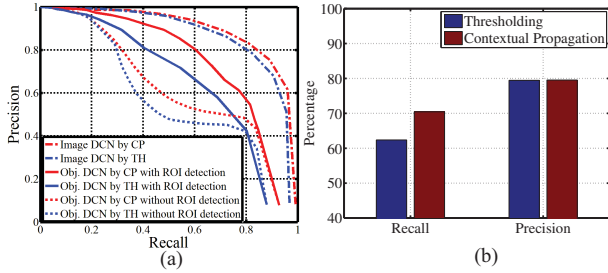 Precision
1
0.8
0.6
0.4
0.2
0
Image DCN by CP
Image DCN by TH
Obj. DCN by CP with ROI detection
Obj. DCN by TH with ROI detection
Obj. DCN by CP without ROI detection
Obj. DCN by TH without ROI detection
0 0.2 0.4 0.6 0.8 1
Recall
(a)
Percentage
100
90
80
70
60
50
40
Thresholding
Contextual Propagation
Recall Precision
(b)